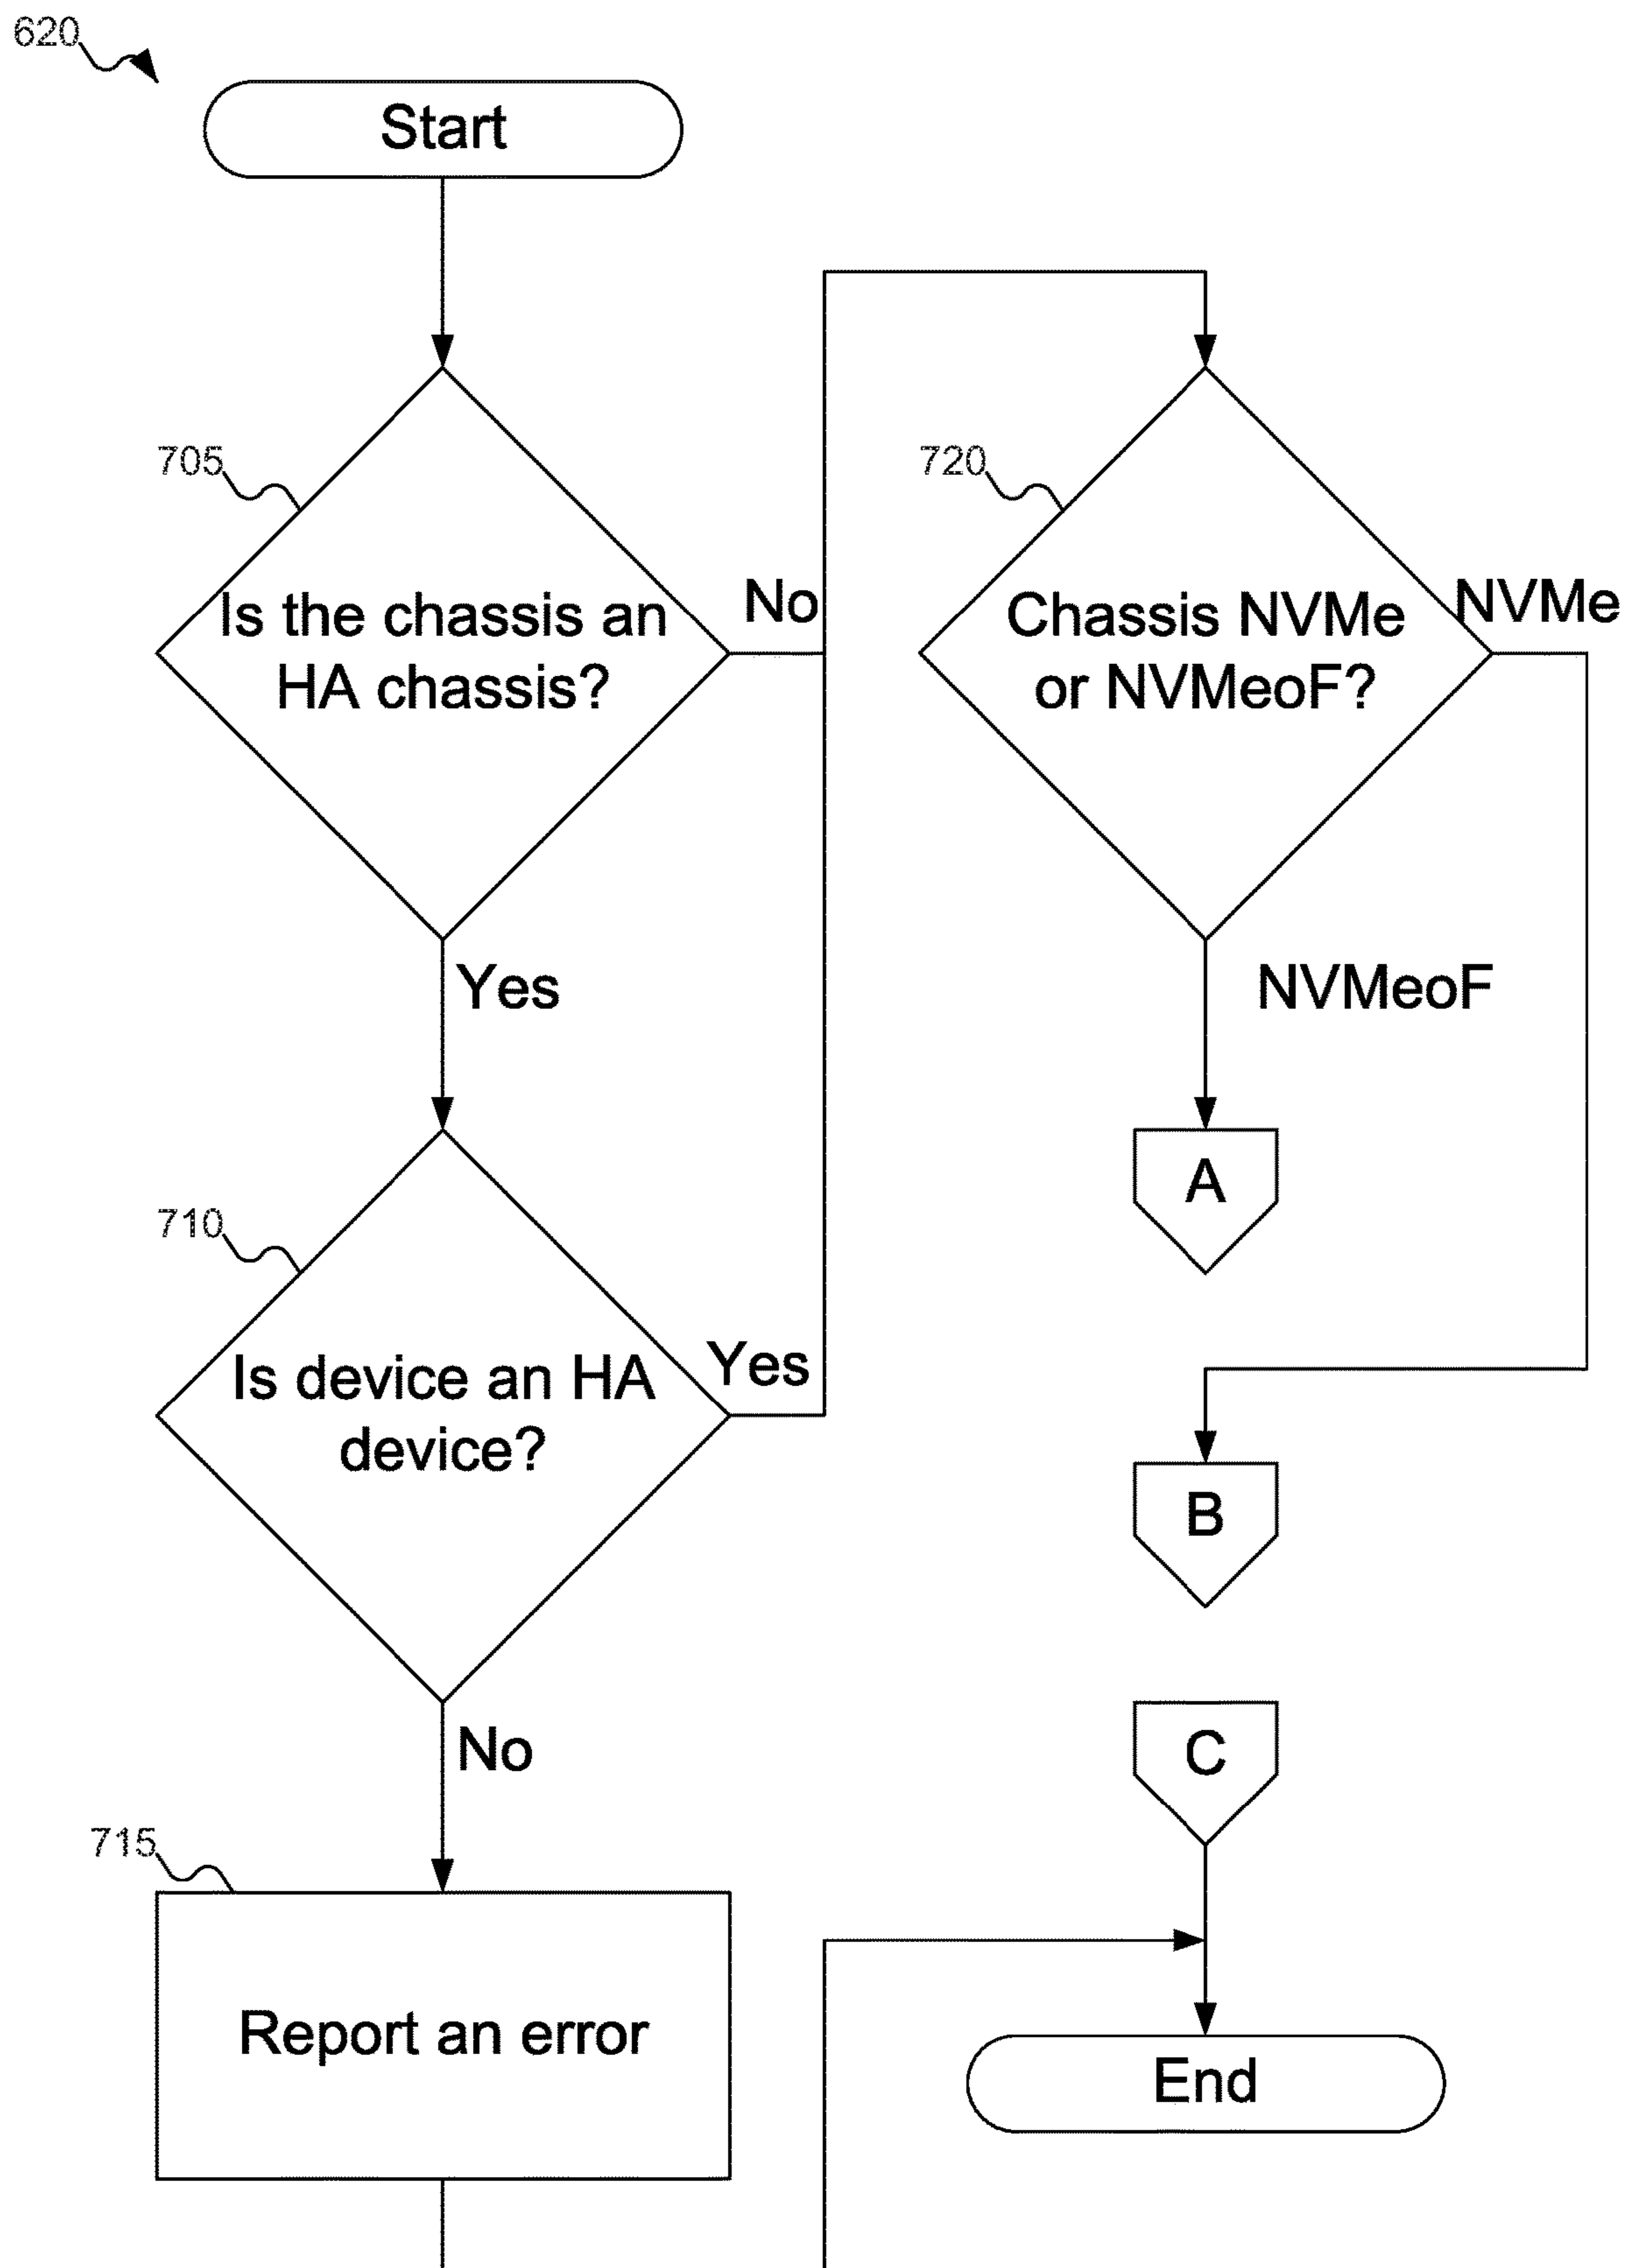 620
Start
705
Is the chassis an
HA chassis?
No
Yes
710
Is device an HA
device?
Yes
No
715
Report an error
720
Chassis NVMe
or NVMeoF?
NVMe
NVMeoF
A
B
C
End